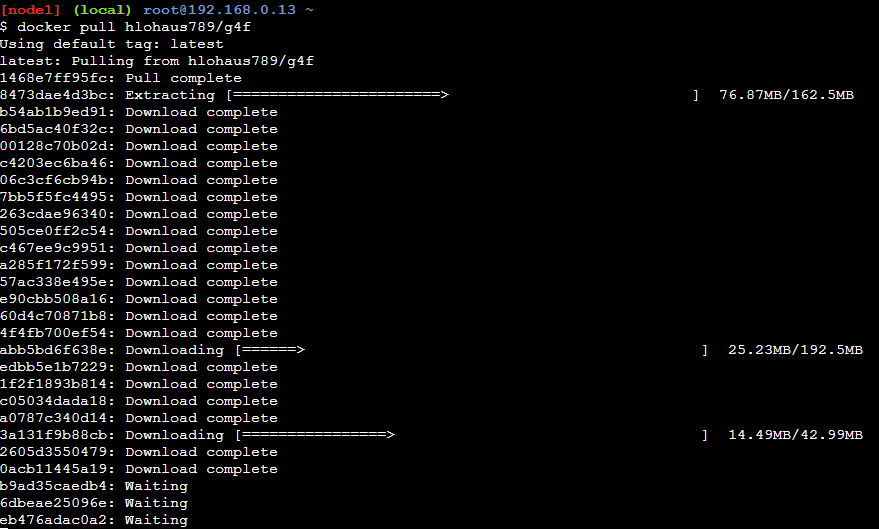 [node1] (local) root@192.168.0.13 ~
$ docker pull hlohaus789/g4f
Using default tag: latest
latest: Pulling from hlohaus789/g4f
1468e7ff95fc: Pull complete
8473dae4d3bc: Extracting [=======================>                           ]  76.87MB/162.5MB
b54ab1b9ed91: Download complete
6bd5ac40f32c: Download complete
00128c70b02d: Download complete
c4203ec6ba46: Download complete
06c3cf6cb94b: Download complete
7bb5f5fc4495: Download complete
263cdae96340: Download complete
505ce0ff2c54: Download complete
c467ee9c9951: Download complete
a285f172f599: Download complete
57ac338e495e: Download complete
e90cbb508a16: Download complete
60d4c70871b8: Download complete
4f4fb700ef54: Download complete
abb5bd6f638e: Downloading [======>                                            ]  25.23MB/192.5MB
edbb5e1b7229: Download complete
1f2f1893b814: Download complete
c05034dada18: Download complete
a0787c340d14: Download complete
3a131f9b88cb: Downloading [================>                                  ]  14.49MB/42.99MB
2605d3550479: Download complete
0acb11445a19: Download complete
b9ad35caedb4: Waiting
6dbeae25096e: Waiting
eb476adac0a2: Waiting